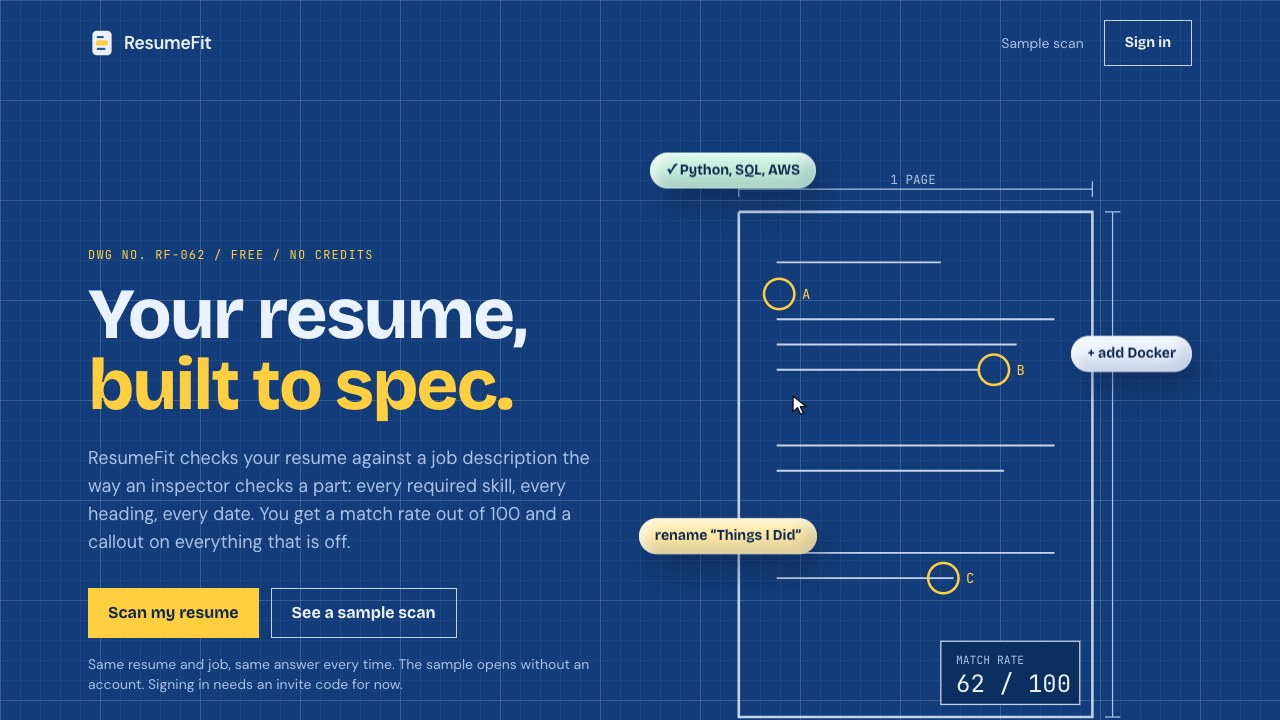 ResumeFit
Sample scan
Sign in
✓ Python, SQL, AWS
1 PAGE
DWG NO. RF-062 / FREE / NO CREDITS
Your resume,
built to spec.
A
+ add Docker
B
ResumeFit checks your resume against a job description the
way an inspector checks a part: every required skill, every
heading, every date. You get a match rate out of 100 and a
callout on everything that is off.
rename “Things I Did”
C
Scan my resume
See a sample scan
Same resume and job, same answer every time. The sample opens without an
account. Signing in needs an invite code for now.
MATCH RATE
62 / 100